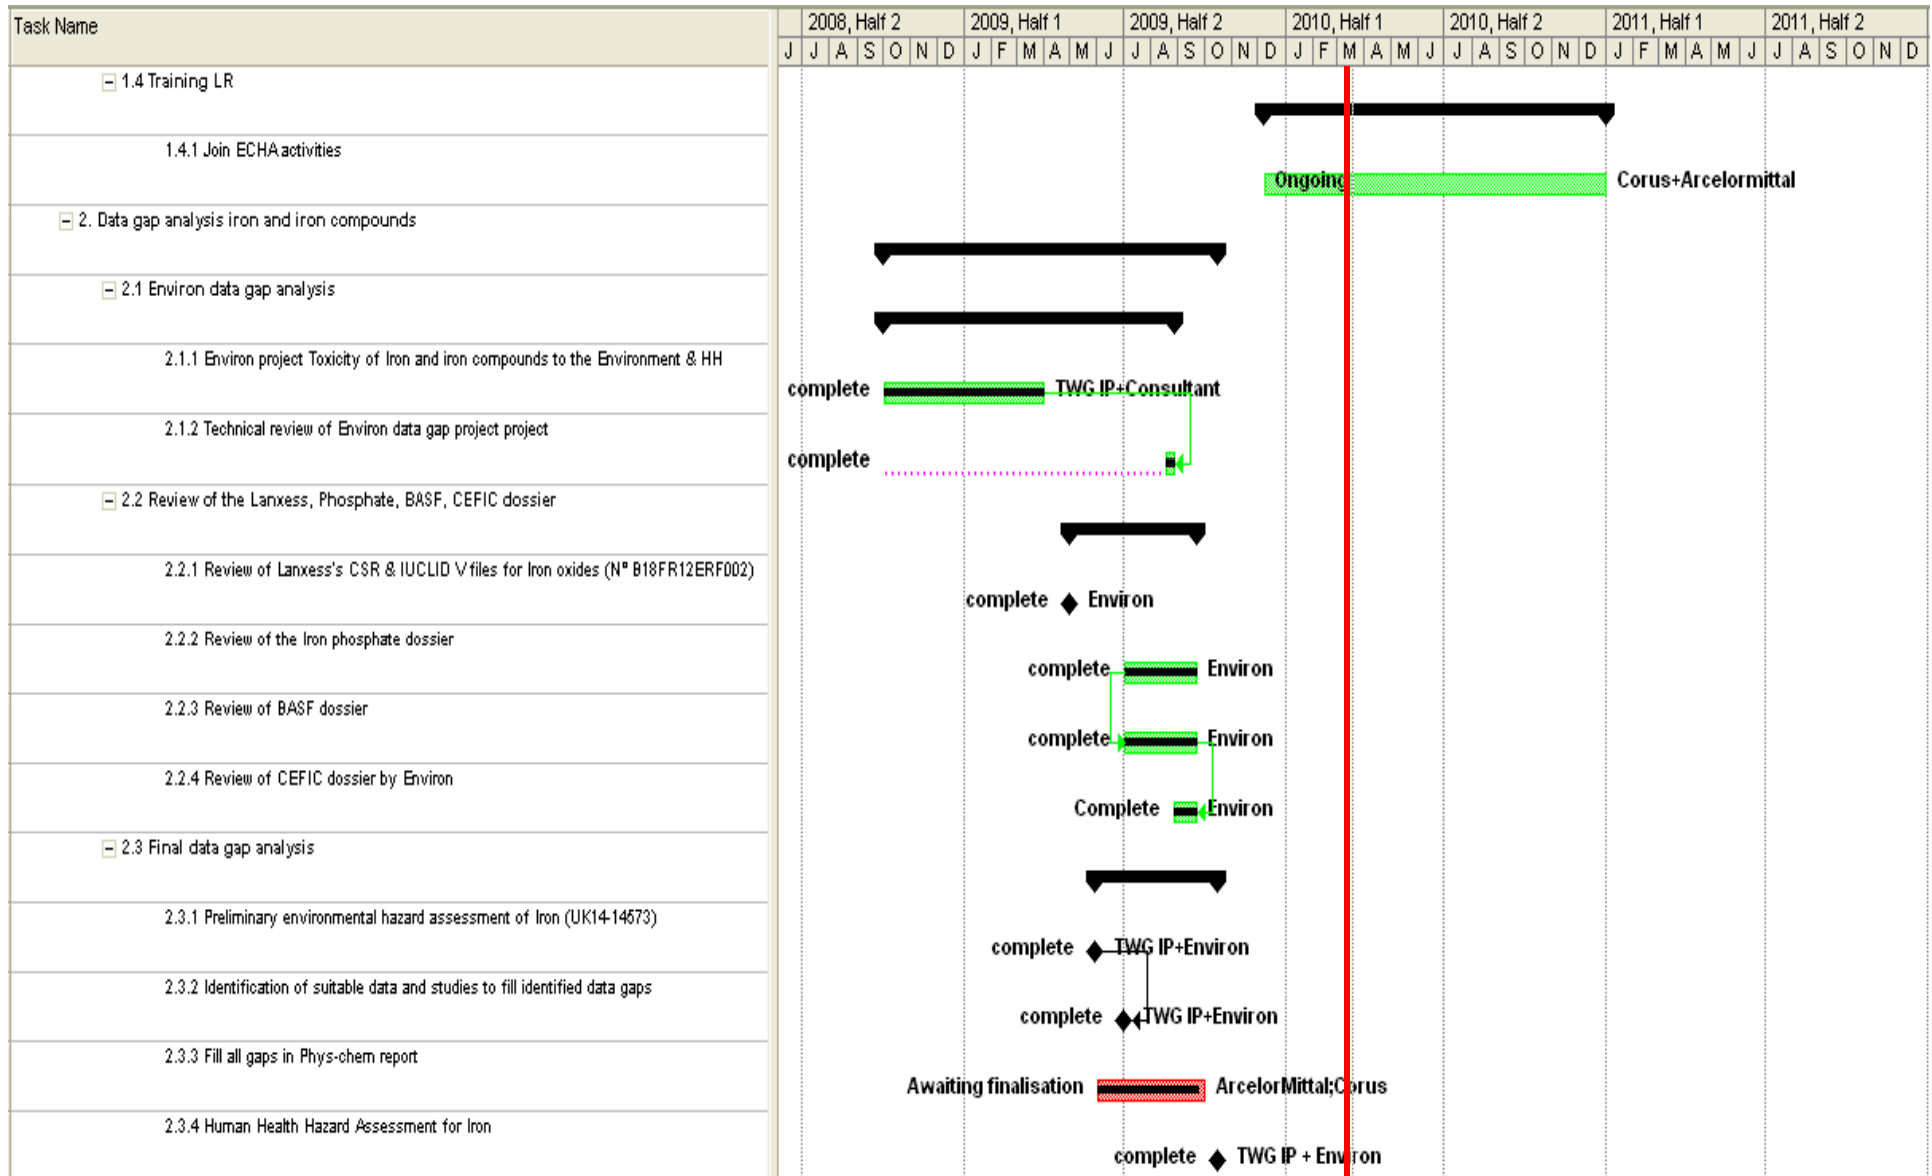 Task Name
2008, Half 2 2009, Half 1 2009, Half 2 2010, Half 1 2010, Half 2 2011, Half 1 2011, Half 2
J J A S O N D J F M A M J J A S O N D J F M A M J J A S O N D J F M A M J J A S O N D
1.4 Training LR
1.4.1 Join ECHA activities
Ongoing Corus+Arcelormittal
2. Data gap analysis iron and iron compounds
2.1 Environ data gap analysis
2.1.1 Environ project Toxicity of Iron and iron compounds to the Environment & HH
complete TWG IP+Consultant
2.1.2 Technical review of Environ data gap project project
complete
2.2 Review of the Lanxess, Phosphate, BASF, CEFIC dossier
2.2.1 Review of Lanxess's CSR & IUCLID V files for Iron oxides (N° B18FR12ERF002)
complete Environ
2.2.2 Review of the Iron phosphate dossier
complete Environ
2.2.3 Review of BASF dossier
complete Environ
2.2.4 Review of CEFIC dossier by Environ
Complete Environ
2.3 Final data gap analysis
2.3.1 Preliminary environmental hazard assessment of Iron (UK14-14573)
complete TWG IP+Environ
2.3.2 Identification of suitable data and studies to fill identified data gaps
complete TWG IP+Environ
2.3.3 Fill all gaps in Phys-chem report
Awaiting finalisation ArcelorMittal;Corus
2.3.4 Human Health Hazard Assessment for Iron
complete TWG IP + Environ